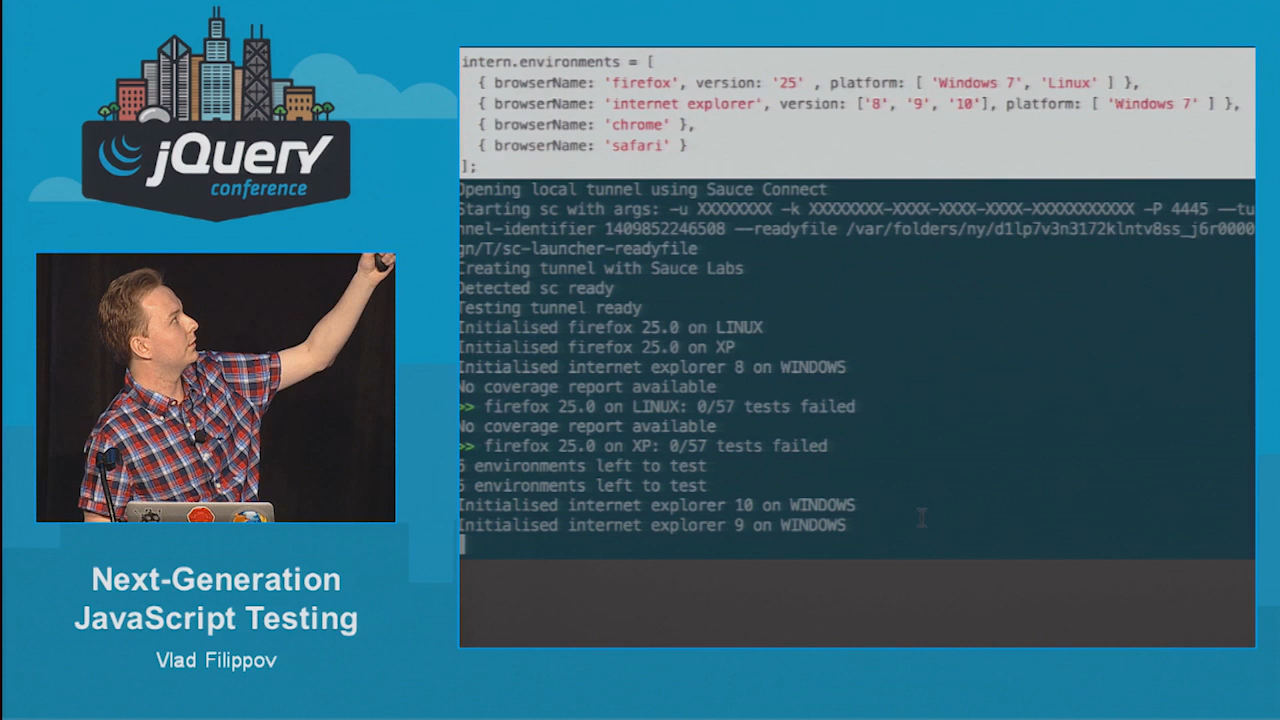 jQuery
conference
Next-Generation
JavaScript Testing
Vlad Filippov
intern.environments = [
{ browserName: 'firefox', version: '25' , platform: [ 'Windows 7', 'Linux' ] },
{ browserName: 'internet explorer', version: ['8', '9', '10'], platform: [ 'Windows 7' ] },
{ browserName: 'chrome' },
{ browserName: 'safari' }
];
Opening local tunnel using Sauce Connect
Starting sc with args: -u XXXXXXXX -k XXXXXXXX-XXXX-XXXX-XXXX-XXXXXXXXXXX -P 4445 --tu
nnel-identifier 1409852246508 --readyfile /var/folders/ny/d1lp7v3n3172klntv8ss_j6r0000
gn/T/sc-launcher-readyfile
Creating tunnel with Sauce Labs
Detected sc ready
Testing tunnel ready
Initialised firefox 25.0 on LINUX
Initialised firefox 25.0 on XP
Initialised internet explorer 8 on WINDOWS
No coverage report available
>> firefox 25.0 on LINUX: 0/57 tests failed
No coverage report available
>> firefox 25.0 on XP: 0/57 tests failed
environments left to test
environments left to test
Initialised internet explorer 10 on WINDOWS
Initialised internet explorer 9 on WINDOWS